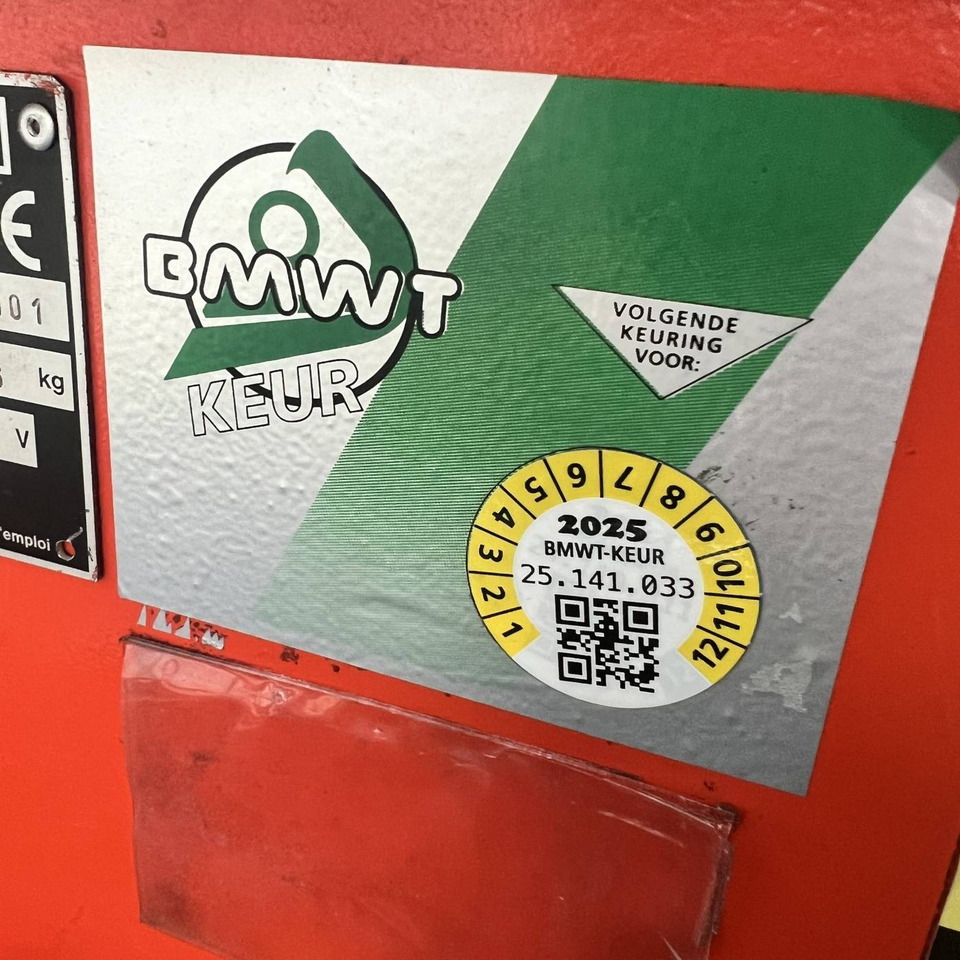 CE
01
kg
V
'emploi
BMWT
KEUR
VOLGENDE
KEURING
VOOR:
1 2 3 4 5 6 7 8 9 10 11 12
2025
BMWT-KEUR
25.141.033